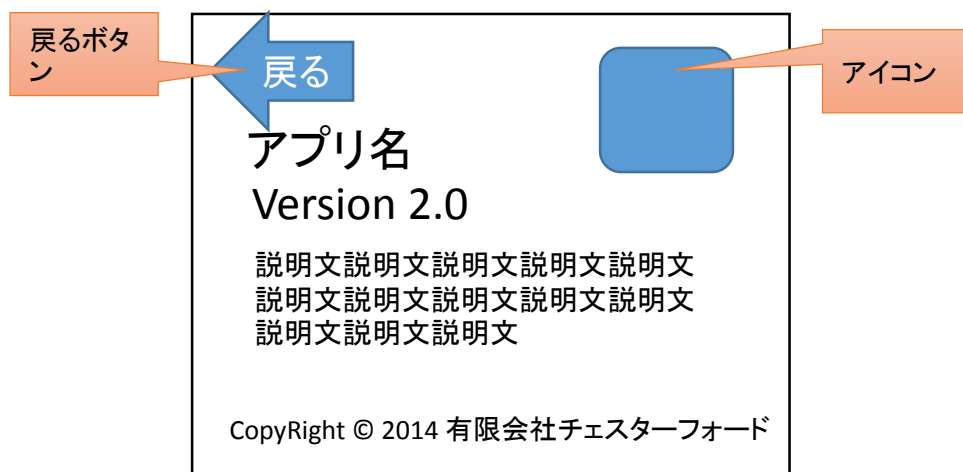 戻るボタ
ン
戻る
アイコン
アプリ名
Version 2.0
説明文説明文説明文説明文説明文
説明文説明文説明文説明文説明文
説明文説明文説明文
CopyRight © 2014 有限会社チェスターフォード